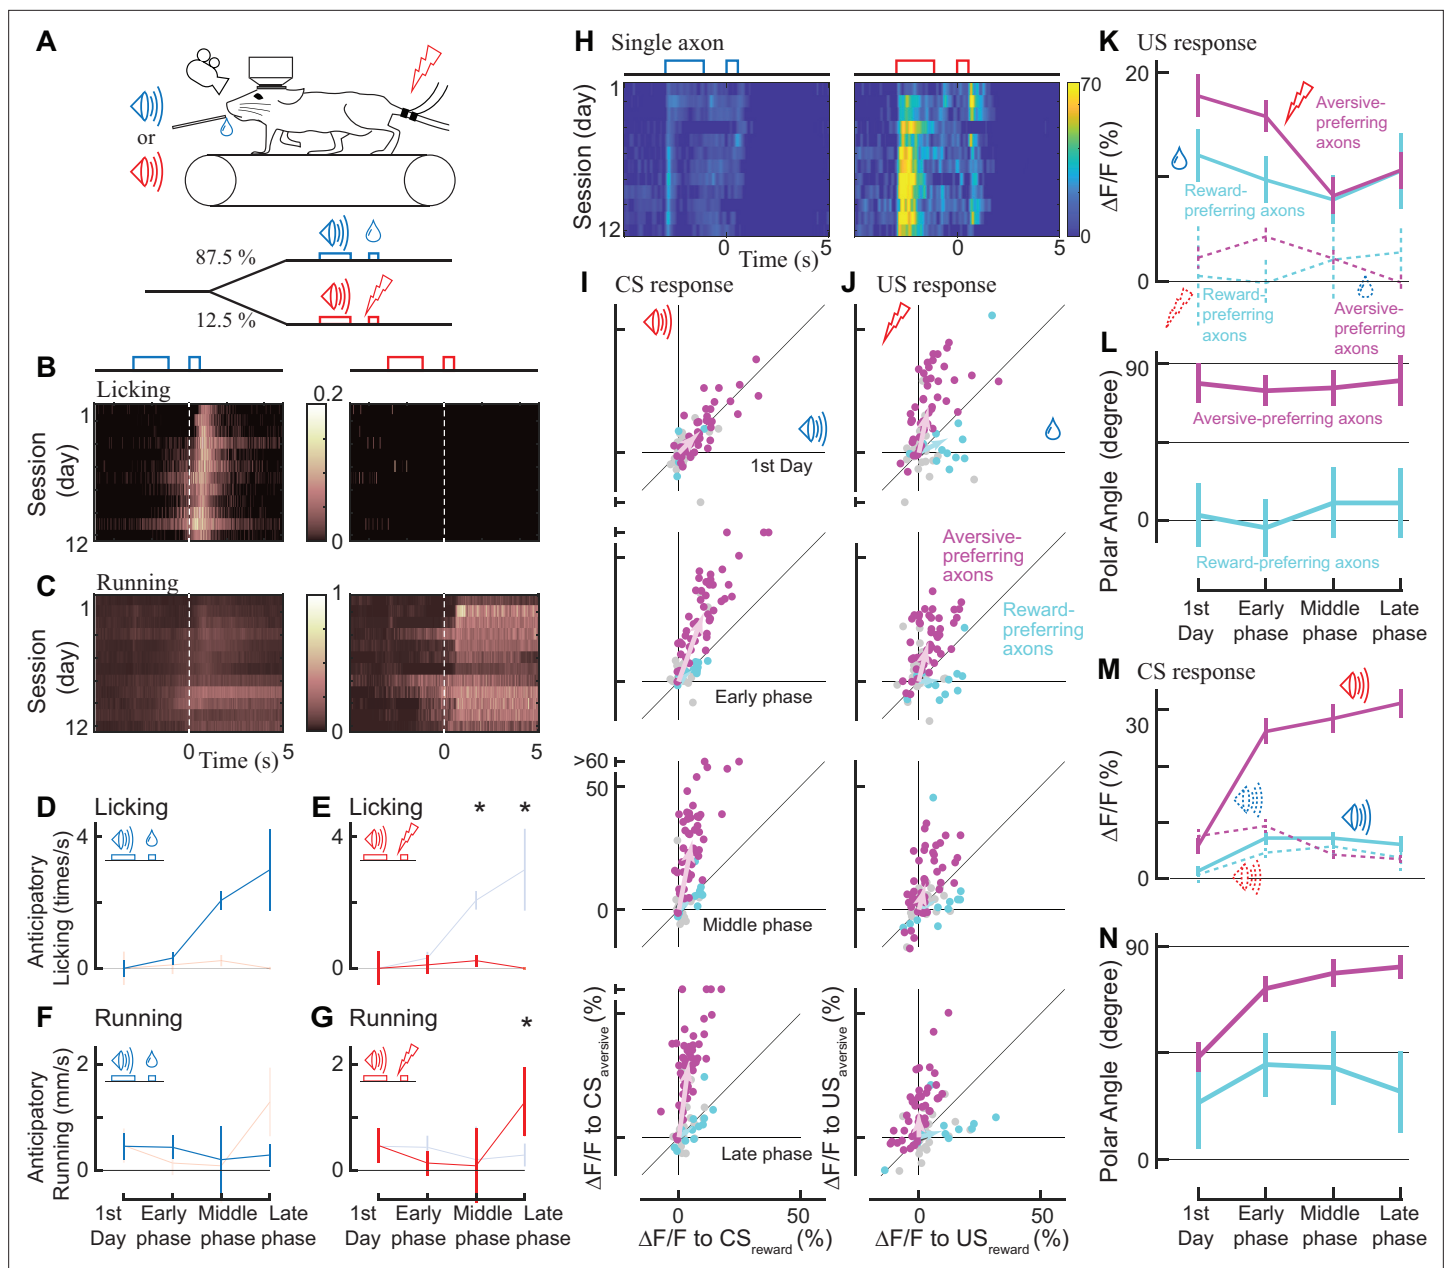 A
or
87.5 %
12.5 %
B
Licking
1
12
Session
(day)
0.2
0
C
Running
1
12
Session
(day)
1
0
0
5
Time (s)
0
5
D
Licking
4
0
Anticipatory
Licking (times/s)
E
Licking
*
*
4
0
F
Running
2
0
Anticipatory
Running (mm/s)
1st
Day
Early
phase
Middle
phase
Late
phase
G
Running
*
2
0
1st
Day
Early
phase
Middle
phase
Late
phase
H
Single axon
Session (day)
1
12
0
5
Time (s)
0
5
70
0
ΔF/F (%)
I
CS response
1st Day
Early phase
>60
50
0
Middle phase
Late phase
ΔF/F to CSaversive (%)
0
50
ΔF/F to CSreward (%)
J
US response
Aversive-
preferring
axons
Reward-
preferring
axons
ΔF/F to USaversive (%)
0
50
ΔF/F to USreward (%)
K
US response
20
0
Aversive-
preferring
axons
Reward-
preferring axons
Reward-
preferring
axons
Aversive-
preferring
axons
L
90
0
Polar Angle (degree)
Aversive-preferring axons
Reward-preferring axons
1st
Day
Early
phase
Middle
phase
Late
phase
M
CS response
30
0
ΔF/F (%)
N
90
0
Polar Angle (degree)
1st
Day
Early
phase
Middle
phase
Late
phase